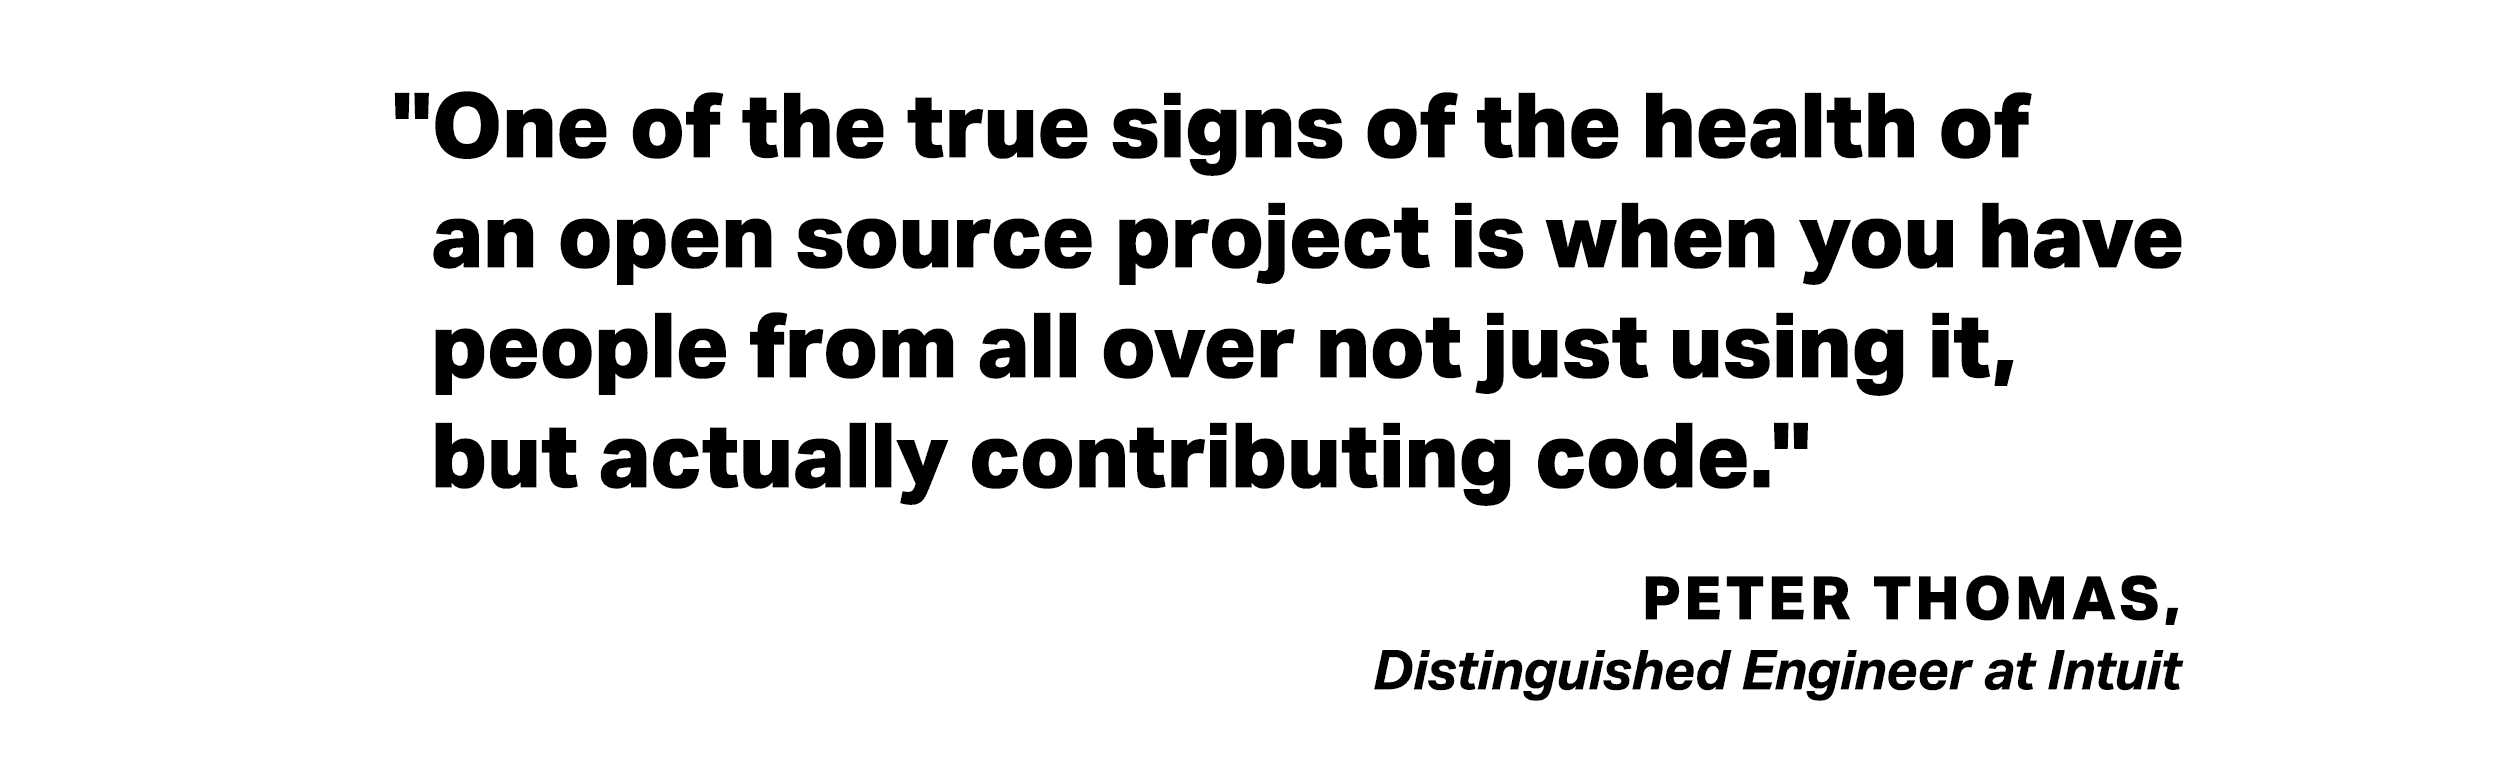 "One of the true signs of the health of
an open source project is when you have
people from all over not just using it,
but actually contributing code."
PETER THOMAS,
Distinguished Engineer at Intuit